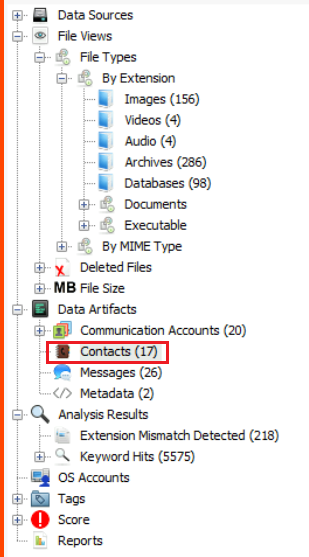 Data Sources
File Views
File Types
By Extension
Images (156)
Videos (4)
Audio (4)
Archives (286)
Databases (98)
Documents
Executable
By MIME Type
Deleted Files
MB File Size
Data Artifacts
Communication Accounts (20)
Contacts (17)
Messages (26)
Metadata (2)
Analysis Results
Extension Mismatch Detected (218)
Keyword Hits (5575)
OS Accounts
Tags
Score
Reports